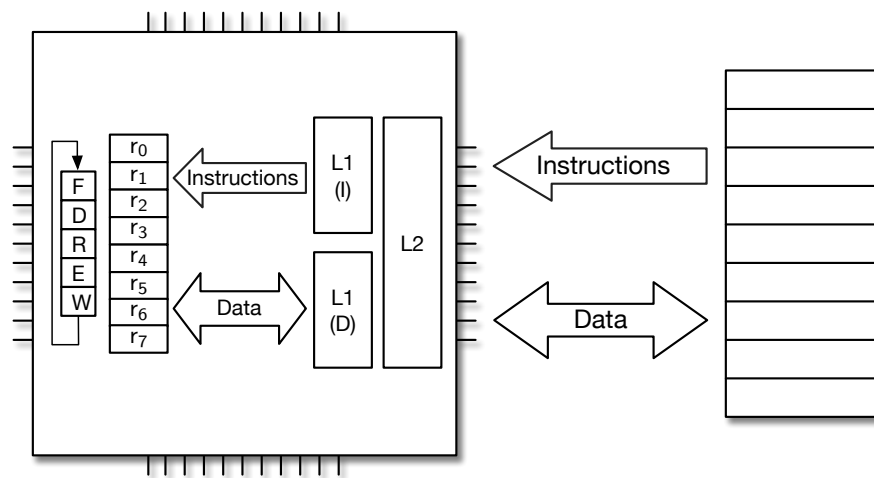 F
D
R
E
W
r0
r1
r2
r3
r4
r5
r6
r7
Instructions
Data
L1
(I)
L1
(D)
L2
Instructions
Data